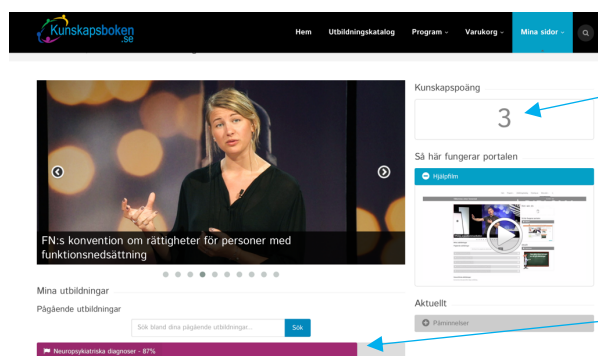 Kunskapsboken
.se
Hem Utbildningskatalog Program Varukorg Mina sidor
Kunskapspoäng
3
Så här fungerar portalen
Hjälpfilm
FN:s konvention om rättigheter för personer med
funktionsnedsättning
Mina utbildningar
Pågående utbildningar
Sök bland dina pågående utbildningar... Sök
Neuropsykiatriska diagnoser - 87%
Aktuellt
Påminnelser